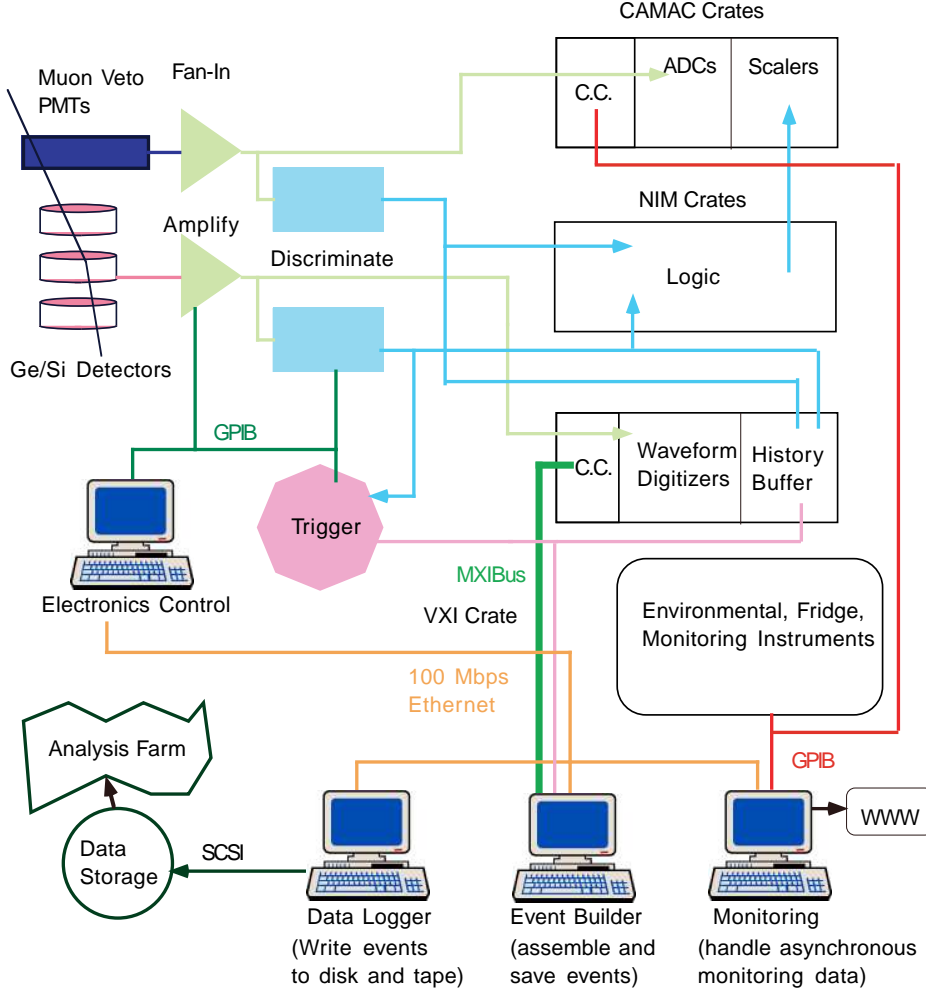 CAMAC Crates
Muon Veto
PMTs
Fan-In
C.C.
ADCs
Scalers
Amplify
Discriminate
NIM Crates
Logic
Ge/Si Detectors
GPIB
Trigger
C.C.
Waveform
Digitizers
History
Buffer
Electronics Control
MXIBus
VXI Crate
Environmental, Fridge,
Monitoring Instruments
100 Mbps
Ethernet
GPIB
Analysis Farm
Data
Storage
SCSI
WWW
Data Logger
(Write events
to disk and tape)
Event Builder
(assemble and
save events)
Monitoring
(handle asynchronous
monitoring data)